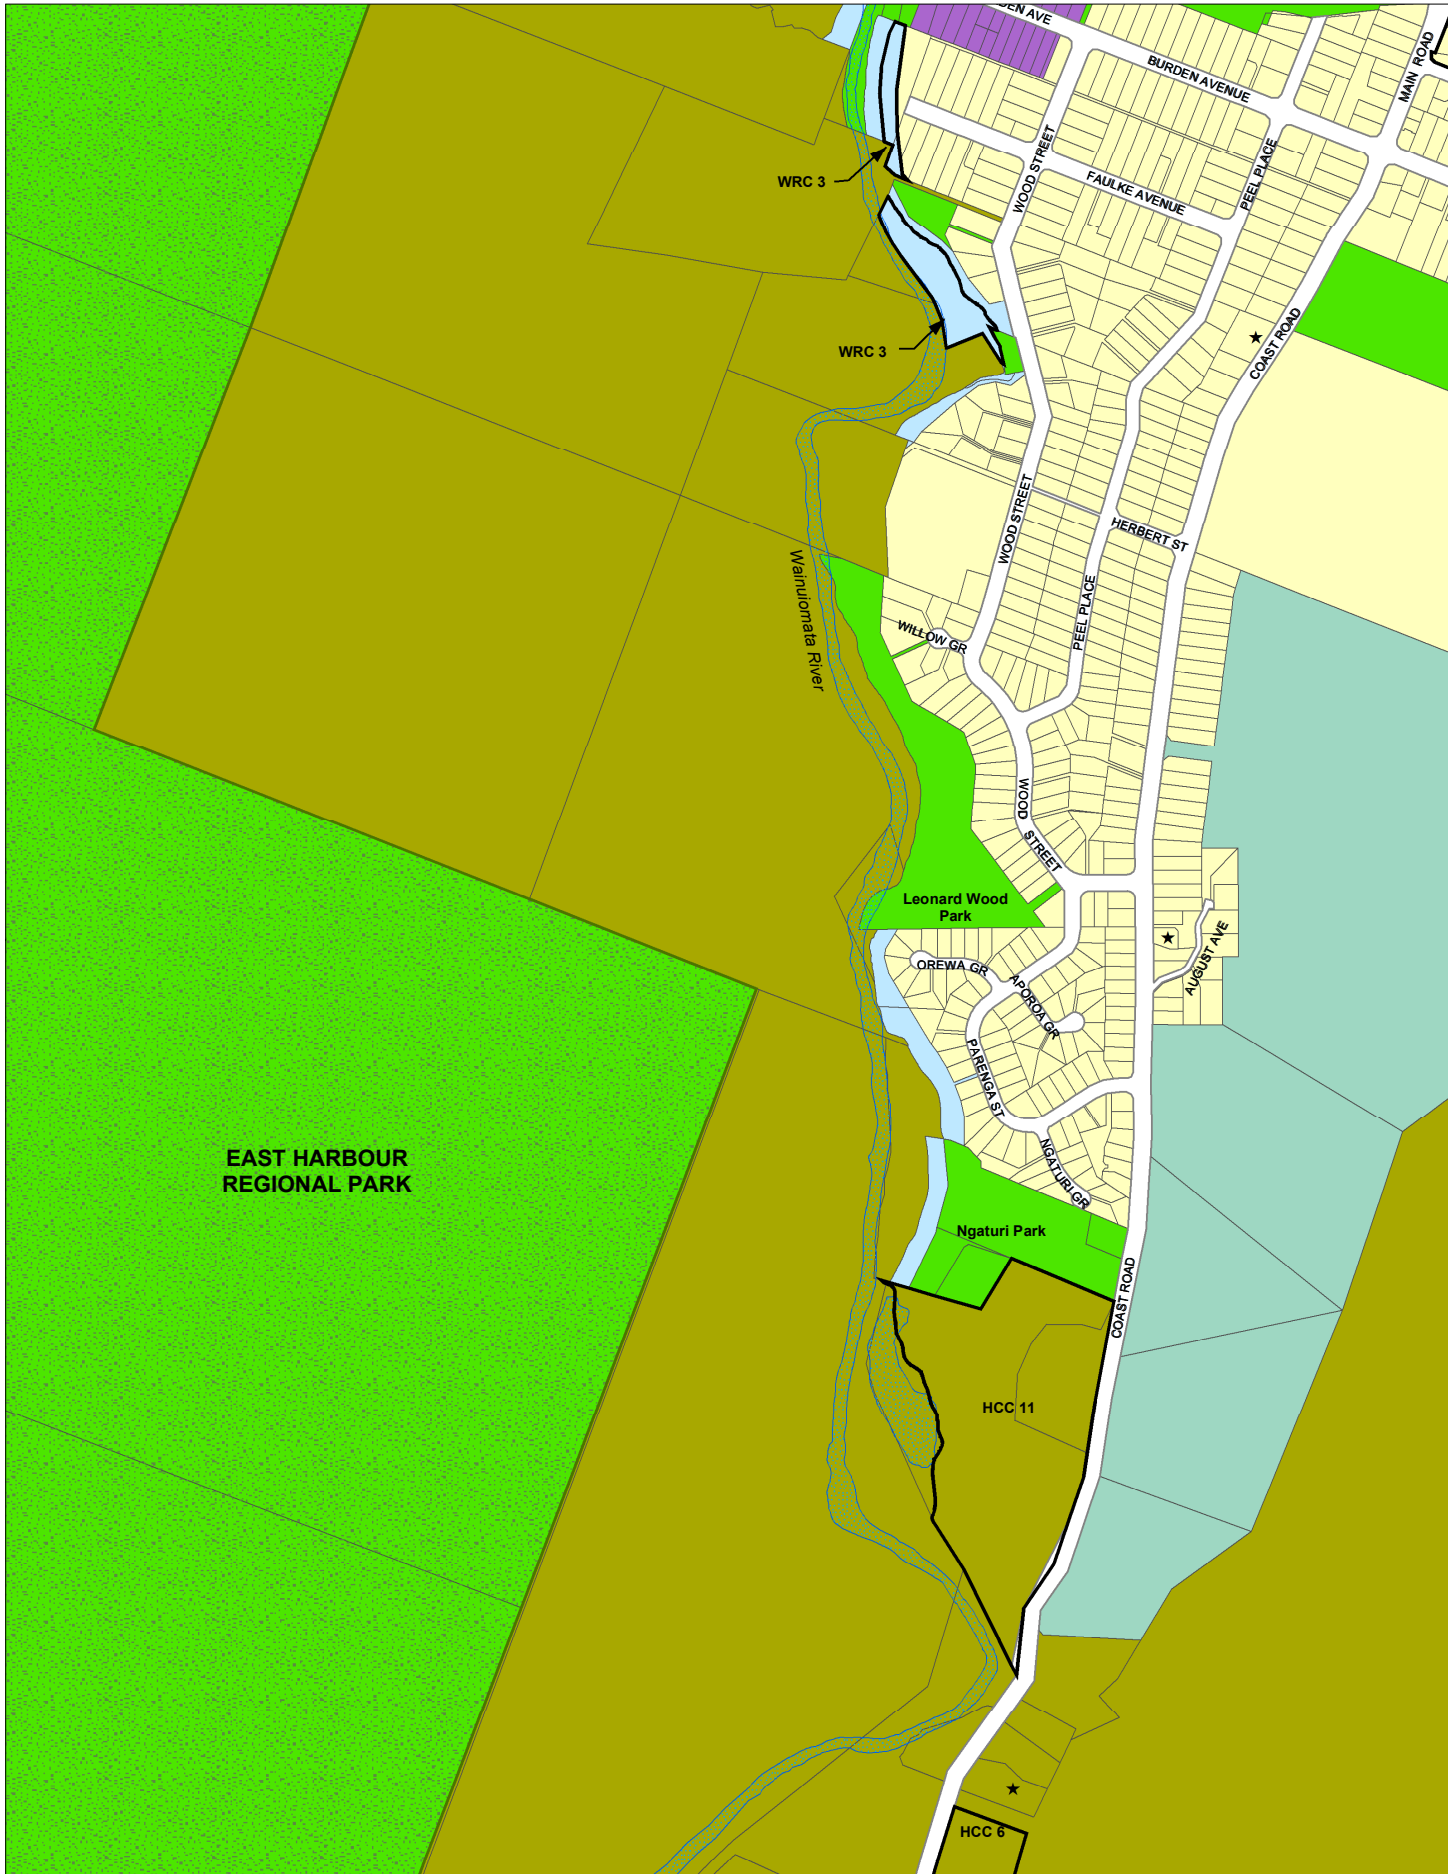 DEN AVE
BURDEN AVENUE
MAIN ROAD
WRC 3
WOOD STREET
FAULKE AVENUE
PEEL PLACE
COAST ROAD
WRC 3
WOOD STREET
HERBERT ST
Wainuiomata River
PEEL PLACE
WILLOW GR
WOOD
STREET
Leonard Wood
Park
AUGUST AVE
OREWA GR
APOROA GR
PARENGA ST
NGATURI GR
EAST HARBOUR
REGIONAL PARK
Ngaturi Park
COAST ROAD
HCC 11
HCC 6